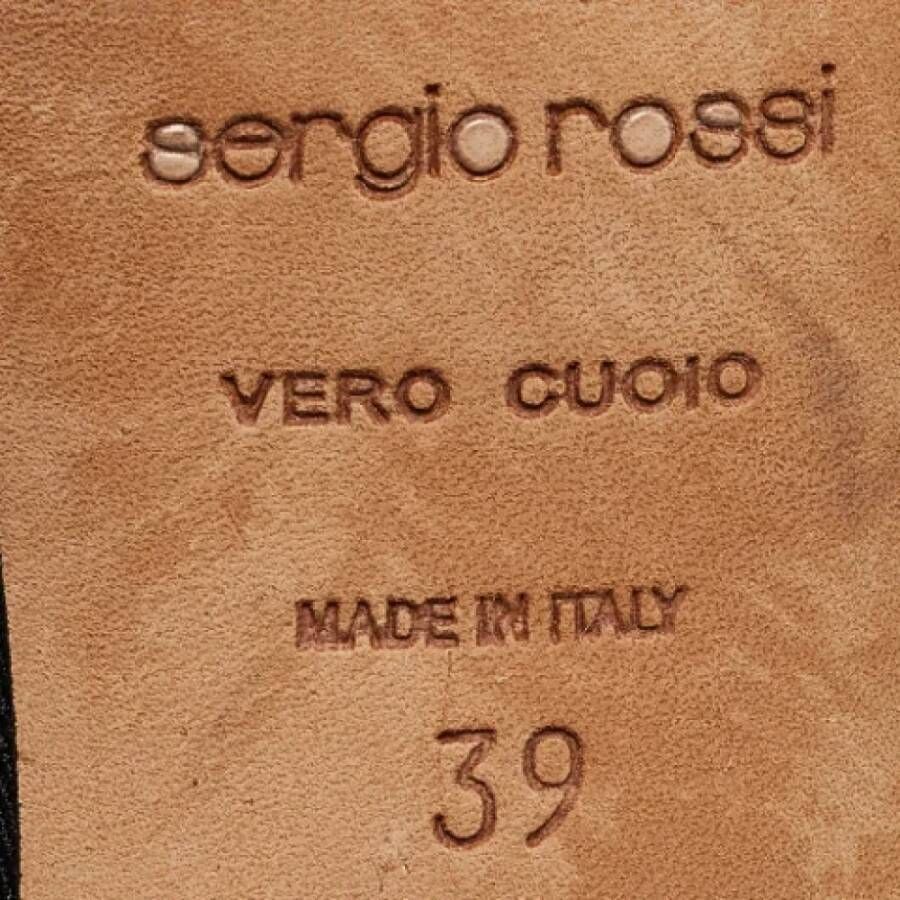 sergio rossi
VERO CUOIO
MADE IN ITALY
39